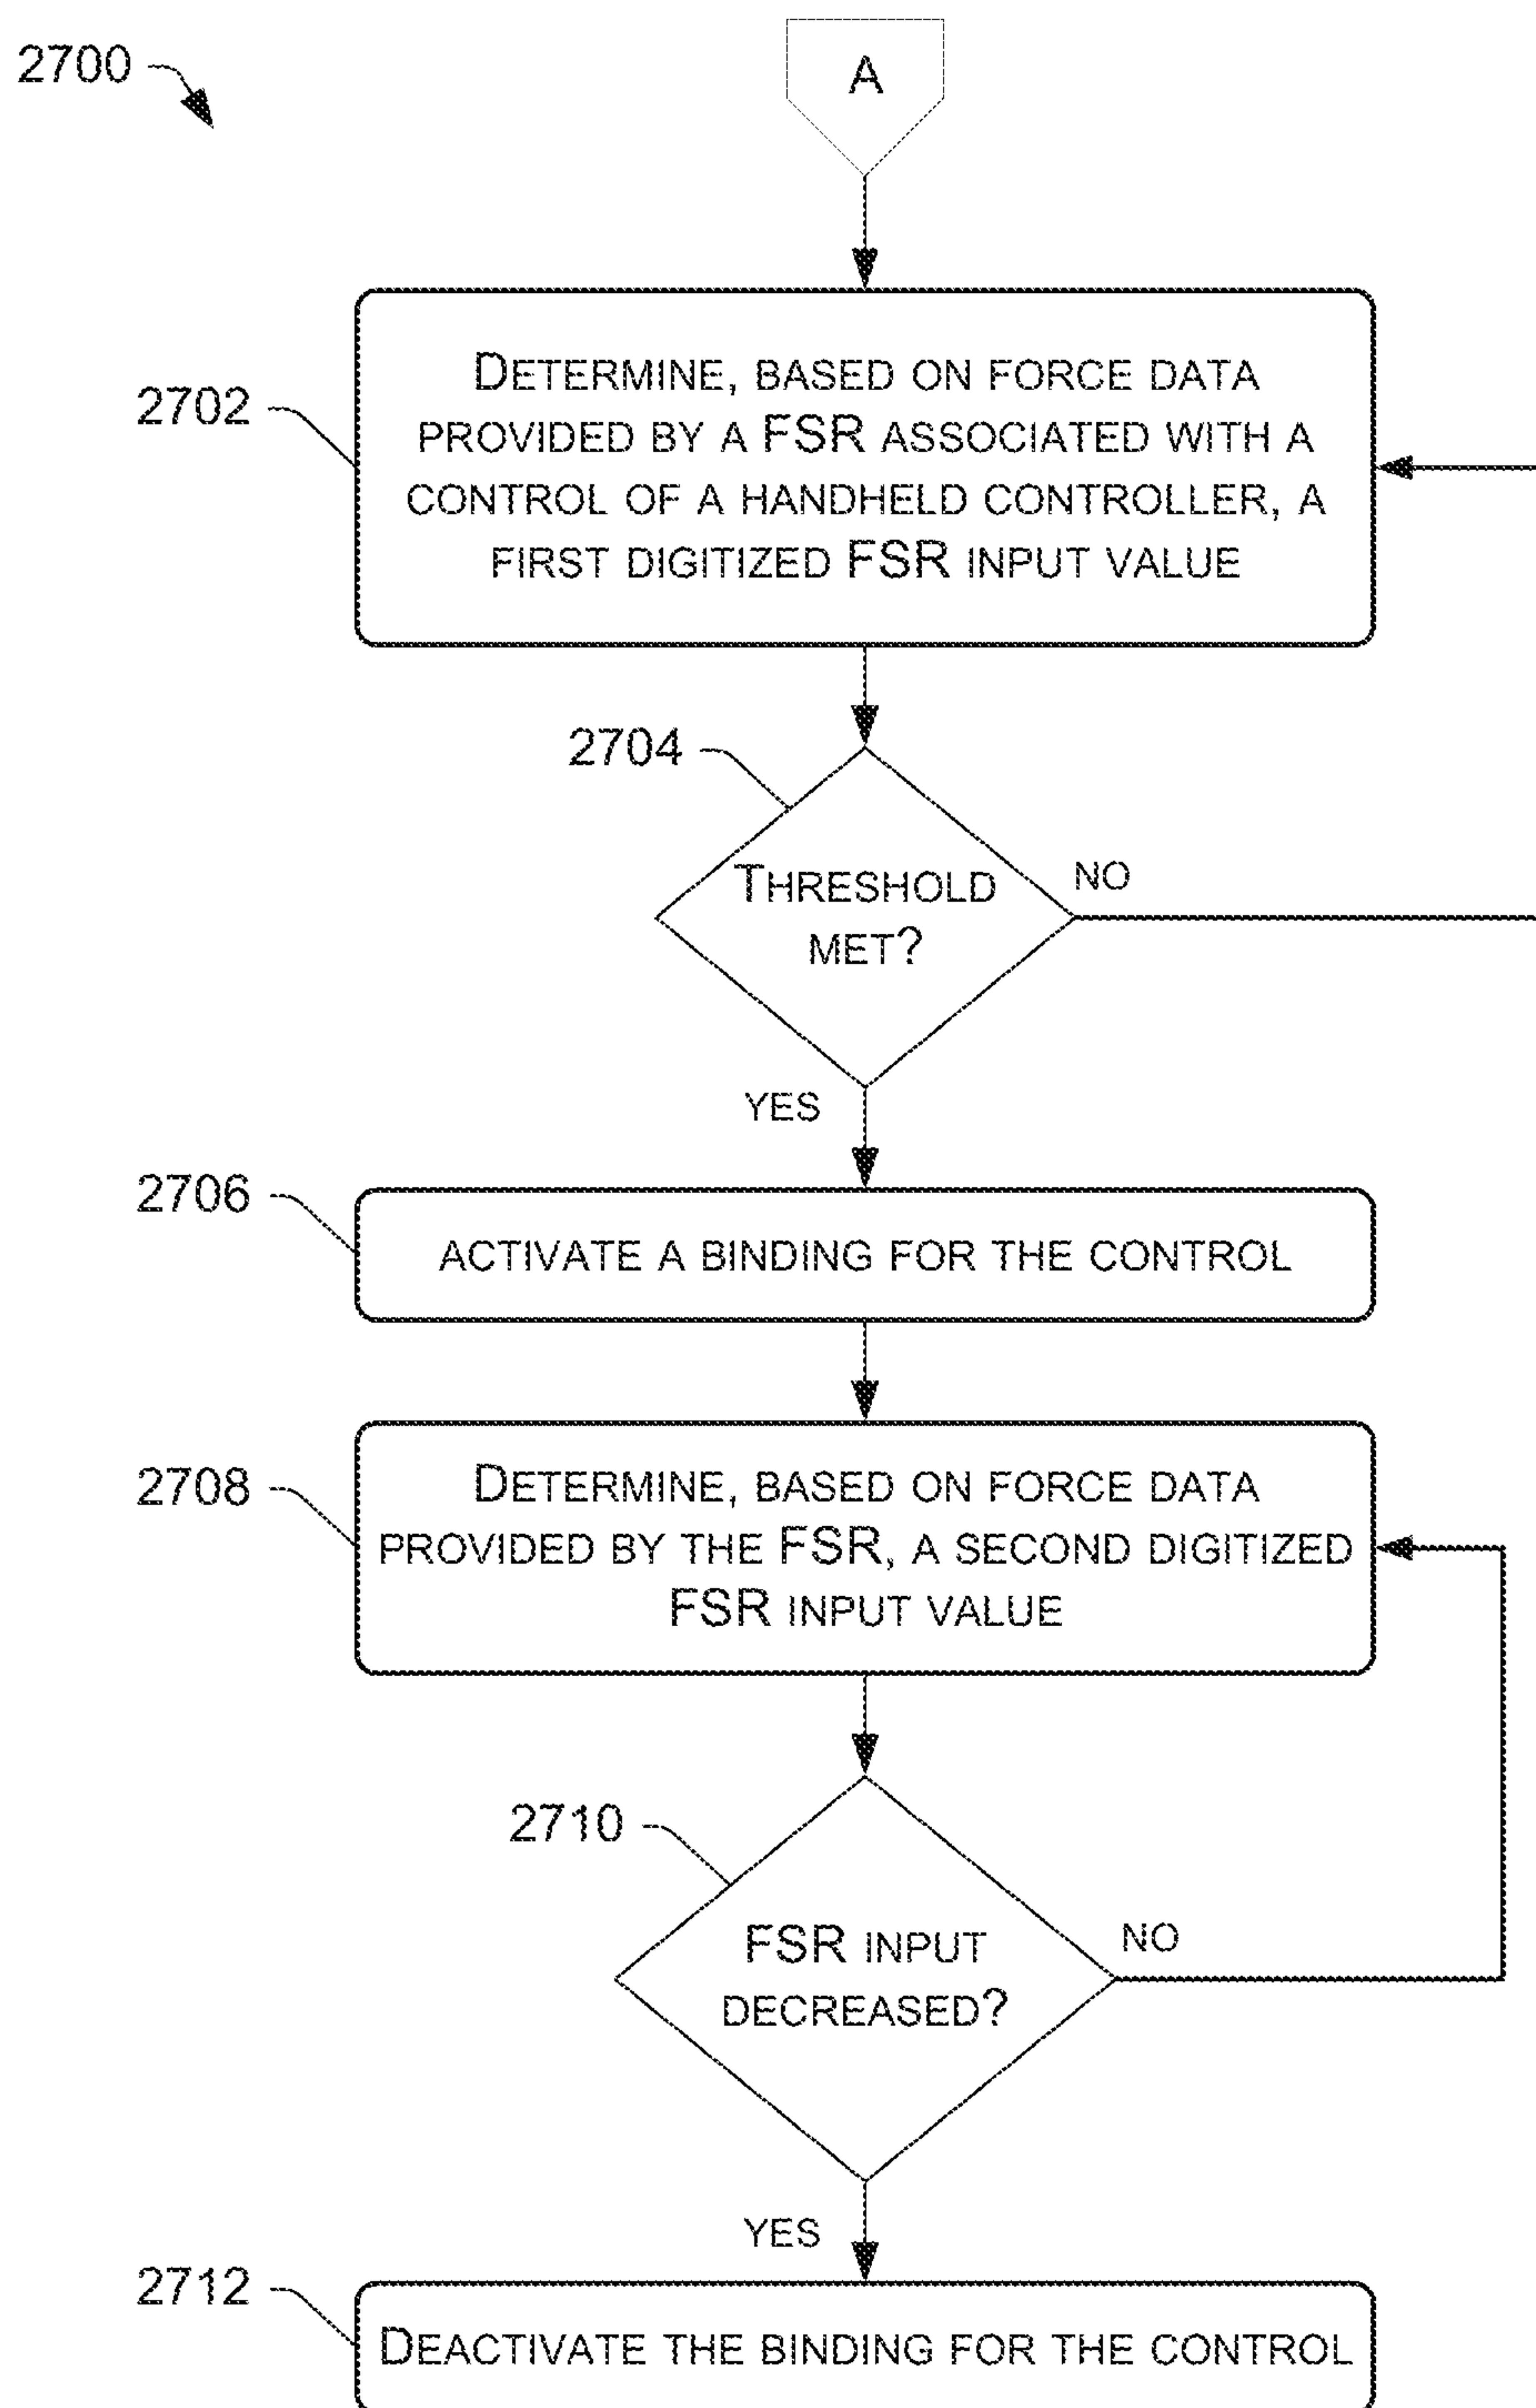 2700
A
2702
DETERMINE, BASED ON FORCE DATA
PROVIDED BY A FSR ASSOCIATED WITH A
CONTROL OF A HANDHELD CONTROLLER, A
FIRST DIGITIZED FSR INPUT VALUE
2704
THRESHOLD
MET?
NO
YES
2706
ACTIVATE A BINDING FOR THE CONTROL
2708
DETERMINE, BASED ON FORCE DATA
PROVIDED BY THE FSR, A SECOND DIGITIZED
FSR INPUT VALUE
2710
FSR INPUT
DECREASED?
NO
YES
2712
DEACTIVATE THE BINDING FOR THE CONTROL